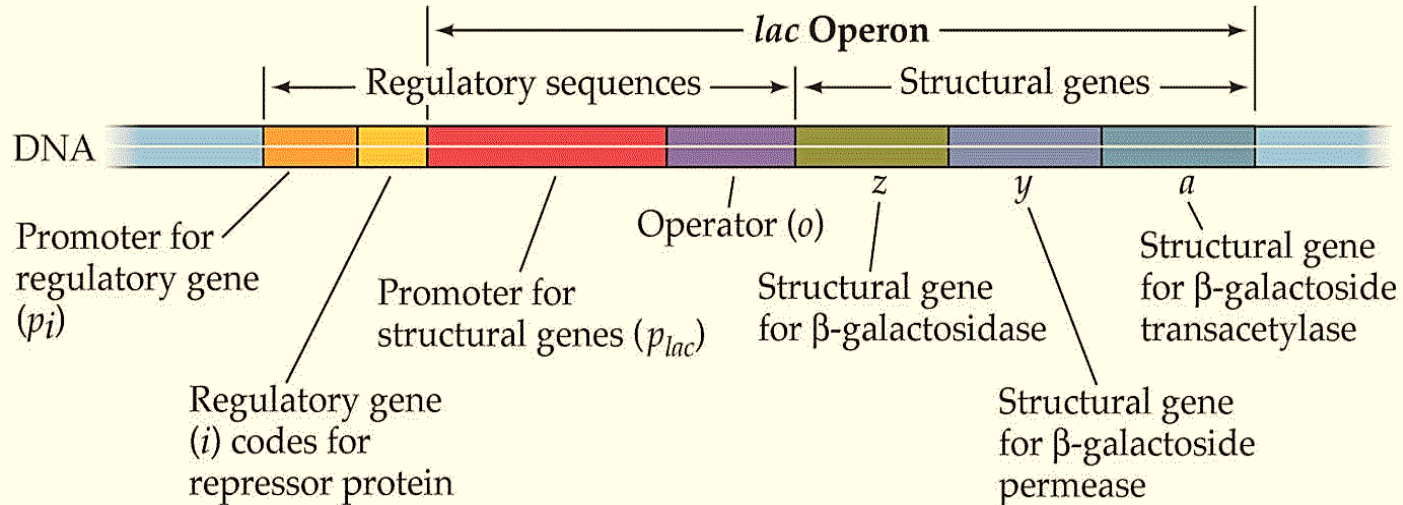 lac Operon
Regulatory sequences
Structural genes
DNA
z
y
a
Promoter for
regulatory gene
(pi)
Regulatory gene
(i) codes for
repressor protein
Promoter for
structural genes (plac)
Operator (o)
Structural gene
for β-galactosidase
Structural gene
for β-galactoside
permease
Structural gene
for β-galactoside
transacetylase